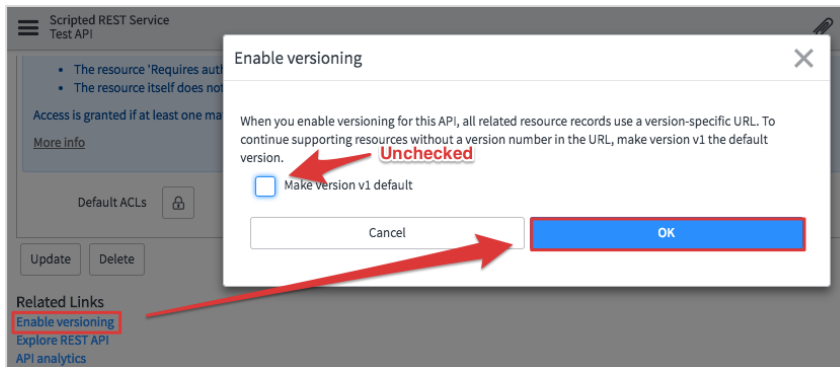 Scripted REST Service
Test API
• The resource 'Requires aut
• The resource itself does not
Access is granted if at least one ma
More info
Default ACLs
Update
Delete
Related Links
Enable versioning
Explore REST API
API analytics
Enable versioning
When you enable versioning for this API, all related resource records use a version-specific URL. To
continue supporting resources without a version number in the URL, make version v1 the default
version.
Unchecked
Make version v1 default
Cancel
OK